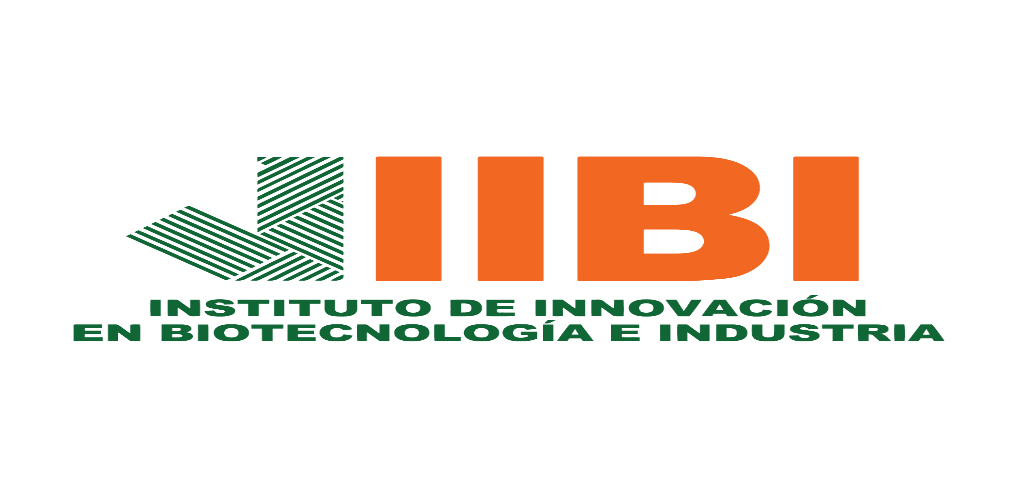 IIBI
INSTITUTO DE INNOVACIÓN
EN BIOTECNOLOGÍA E INDUSTRIA